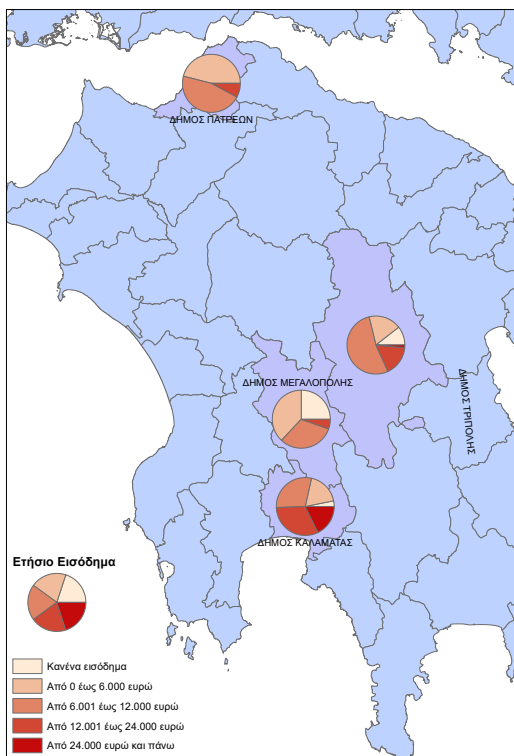 ΔΗΜΟΣ ΠΑΤΡΕΩΝ
ΔΗΜΟΣ ΜΕΓΑΛΟΠΟΛΗΣ
ΔΗΜΟΣ ΤΡΙΠΟΛΗΣ
ΔΗΜΟΣ ΚΑΛΑΜΑΤΑΣ
Ετήσιο Εισόδημα
Κανένα εισόδημα
Από 0 έως 6.000 ευρώ
Από 6.001 έως 12.000 ευρώ
Από 12.001 έως 24.000 ευρώ
Από 24.000 ευρώ και πάνω